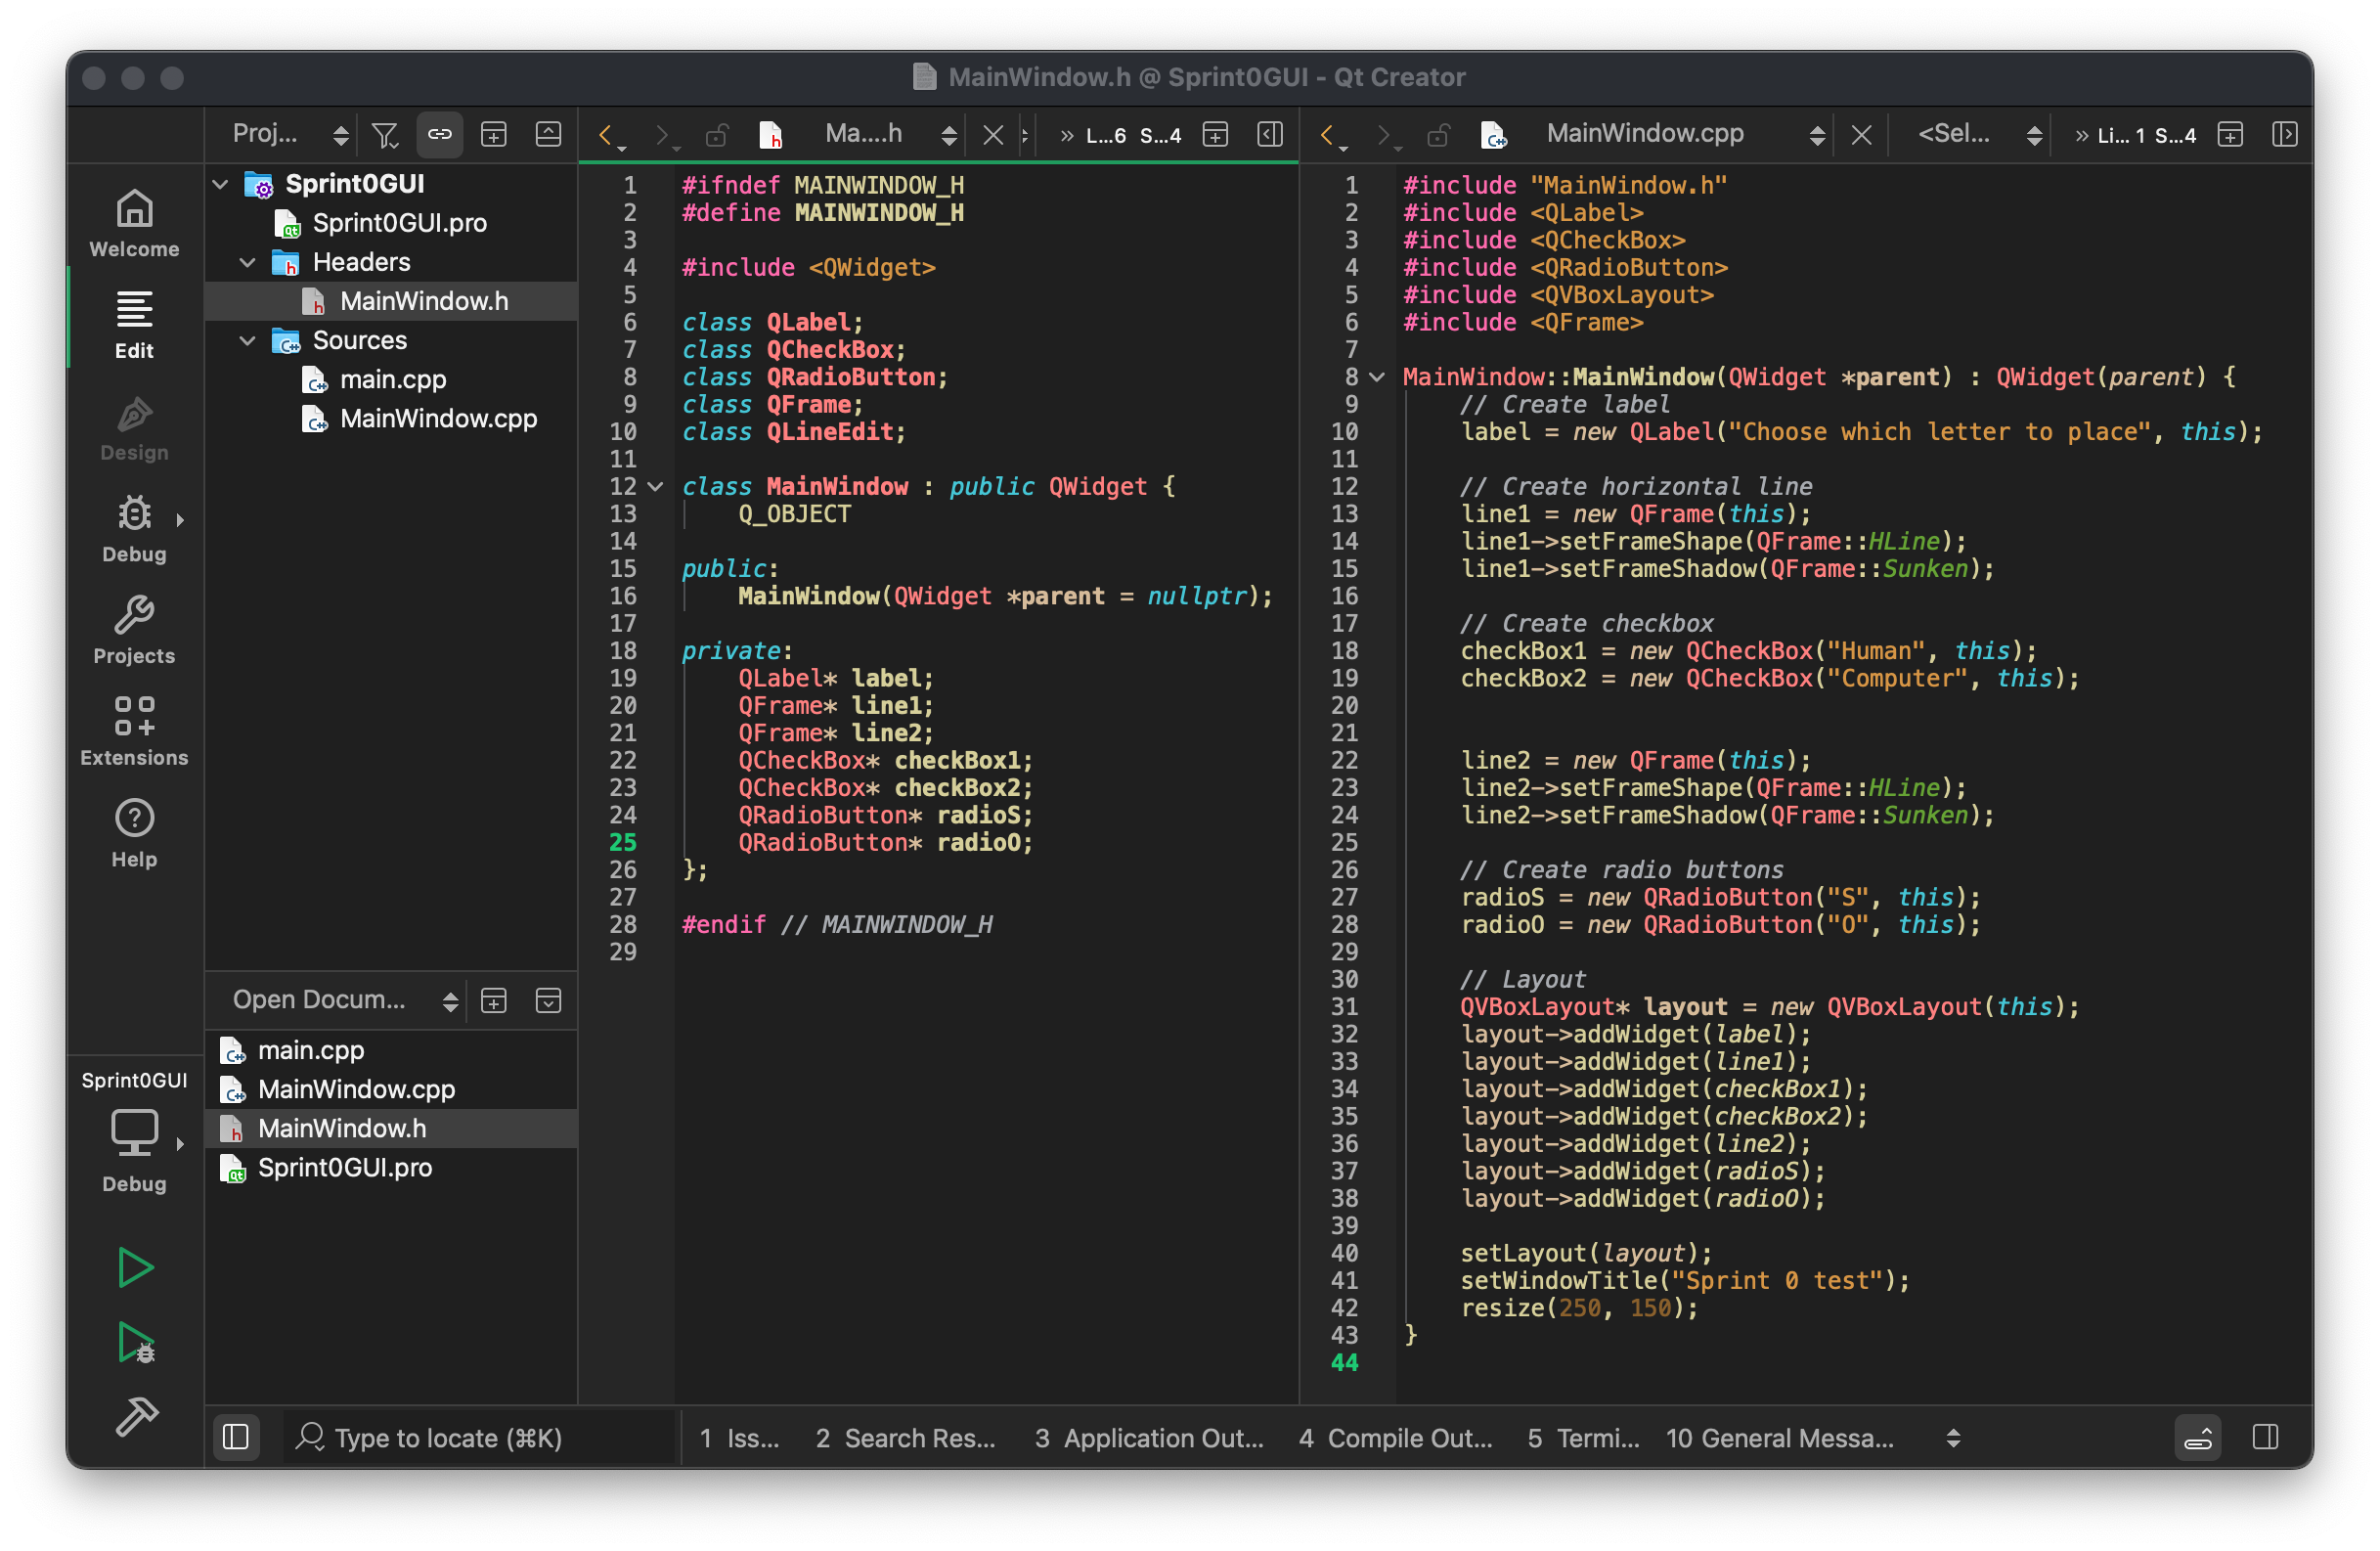 MainWindow.h @ Sprint0GUI - Qt Creator
Proj...
Ma....h
» L...6 S...4
MainWindow.cpp
<Sel...
» Li... 1 S...4
Welcome
Edit
Design
Debug
Projects
Extensions
Help
Sprint0GUI
Debug
Sprint0GUI
Sprint0GUI.pro
Headers
MainWindow.h
Sources
main.cpp
MainWindow.cpp
Open Docum...
main.cpp
MainWindow.cpp
MainWindow.h
Sprint0GUI.pro
1 #ifndef MAINWINDOW_H
2 #define MAINWINDOW_H
3
4 #include <QWidget>
5
6 class QLabel;
7 class QCheckBox;
8 class QRadioButton;
9 class QFrame;
10 class QLineEdit;
11
12 class MainWindow : public QWidget {
13     Q_OBJECT
14
15 public:
16     MainWindow(QWidget *parent = nullptr);
17
18 private:
19     QLabel* label;
20     QFrame* line1;
21     QFrame* line2;
22     QCheckBox* checkBox1;
23     QCheckBox* checkBox2;
24     QRadioButton* radioS;
25     QRadioButton* radioO;
26 };
27
28 #endif // MAINWINDOW_H
29
1 #include "MainWindow.h"
2 #include <QLabel>
3 #include <QCheckBox>
4 #include <QRadioButton>
5 #include <QVBoxLayout>
6 #include <QFrame>
7
8 MainWindow::MainWindow(QWidget *parent) : QWidget(parent) {
9     // Create label
10     label = new QLabel("Choose which letter to place", this);
11
12     // Create horizontal line
13     line1 = new QFrame(this);
14     line1->setFrameShape(QFrame::HLine);
15     line1->setFrameShadow(QFrame::Sunken);
16
17     // Create checkbox
18     checkBox1 = new QCheckBox("Human", this);
19     checkBox2 = new QCheckBox("Computer", this);
20
21
22     line2 = new QFrame(this);
23     line2->setFrameShape(QFrame::HLine);
24     line2->setFrameShadow(QFrame::Sunken);
25
26     // Create radio buttons
27     radioS = new QRadioButton("S", this);
28     radioO = new QRadioButton("O", this);
29
30     // Layout
31     QVBoxLayout* layout = new QVBoxLayout(this);
32     layout->addWidget(label);
33     layout->addWidget(line1);
34     layout->addWidget(checkBox1);
35     layout->addWidget(checkBox2);
36     layout->addWidget(line2);
37     layout->addWidget(radioS);
38     layout->addWidget(radioO);
39
40     setLayout(layout);
41     setWindowTitle("Sprint 0 test");
42     resize(250, 150);
43 }
44
Type to locate (⌘K)
1 Iss...
2 Search Res...
3 Application Out...
4 Compile Out...
5 Termi...
10 General Messa...